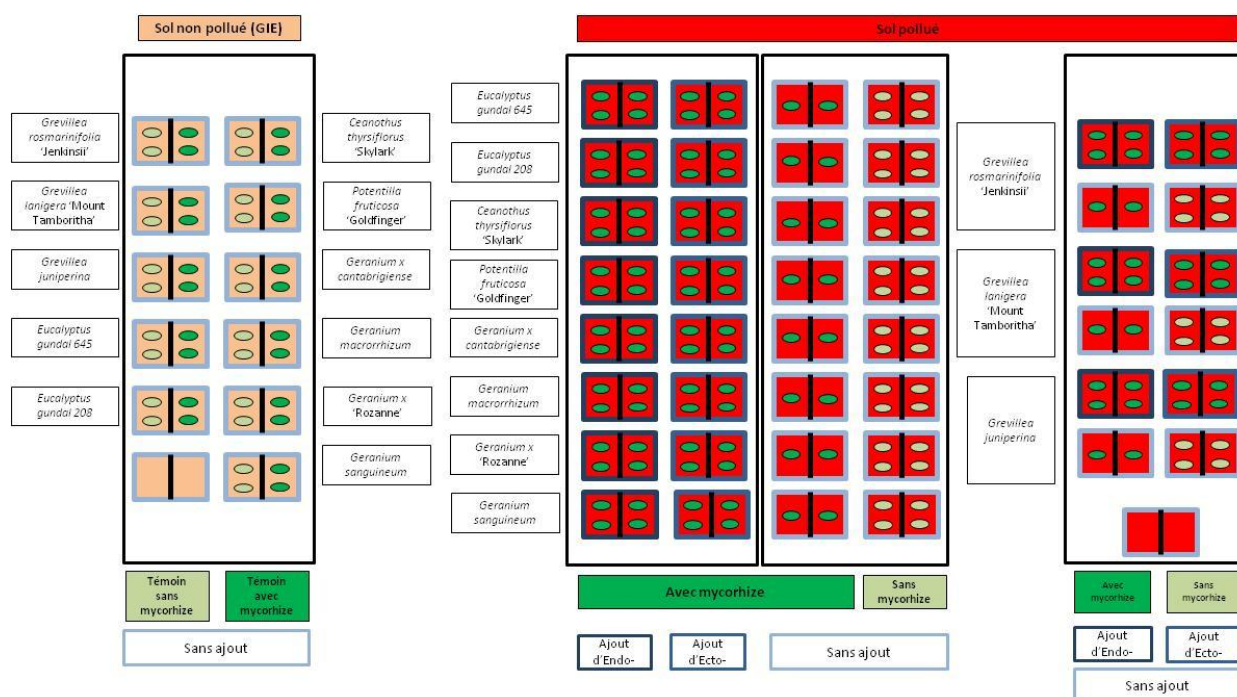 Sol non pollué (GIE)
Sol pollué
Grevillea
rosmarinifolia
'Jenkinsii'
Grevillea
lanigera 'Mount
Tamboritha'
Grevillea
juniperina
Eucalyptus
gundal 645
Eucalyptus
gundal 208
Ceanothus
thyrsiflorus
'Skylark'
Potentilla
fruticosa
'Goldfinger'
Geranium x
cantabrigiense
Geranium
macrorrhizum
Geranium x
'Rozanne'
Geranium
sanguineum
Témoin
sans
mycorhize
Témoin
avec
mycorhize
Sans ajout
Eucalyptus
gundal 645
Eucalyptus
gundal 208
Ceanothus
thyrsiflorus
'Skylark'
Potentilla
fruticosa
'Goldfinger'
Geranium x
cantabrigiense
Geranium
macrorrhizum
Geranium x
'Rozanne'
Geranium
sanguineum
Avec mycorhize
Sans
mycorhize
Ajout
d'Endo-
Ajout
d'Ecto-
Sans ajout
Grevillea
rosmarinifolia
'Jenkinsii'
Grevillea
lanigera
'Mount
Tamboritha'
Grevillea
juniperina
Avec
mycorhize
Sans
mycorhize
Ajout
d'Endo-
Ajout
d'Ecto-
Sans ajout